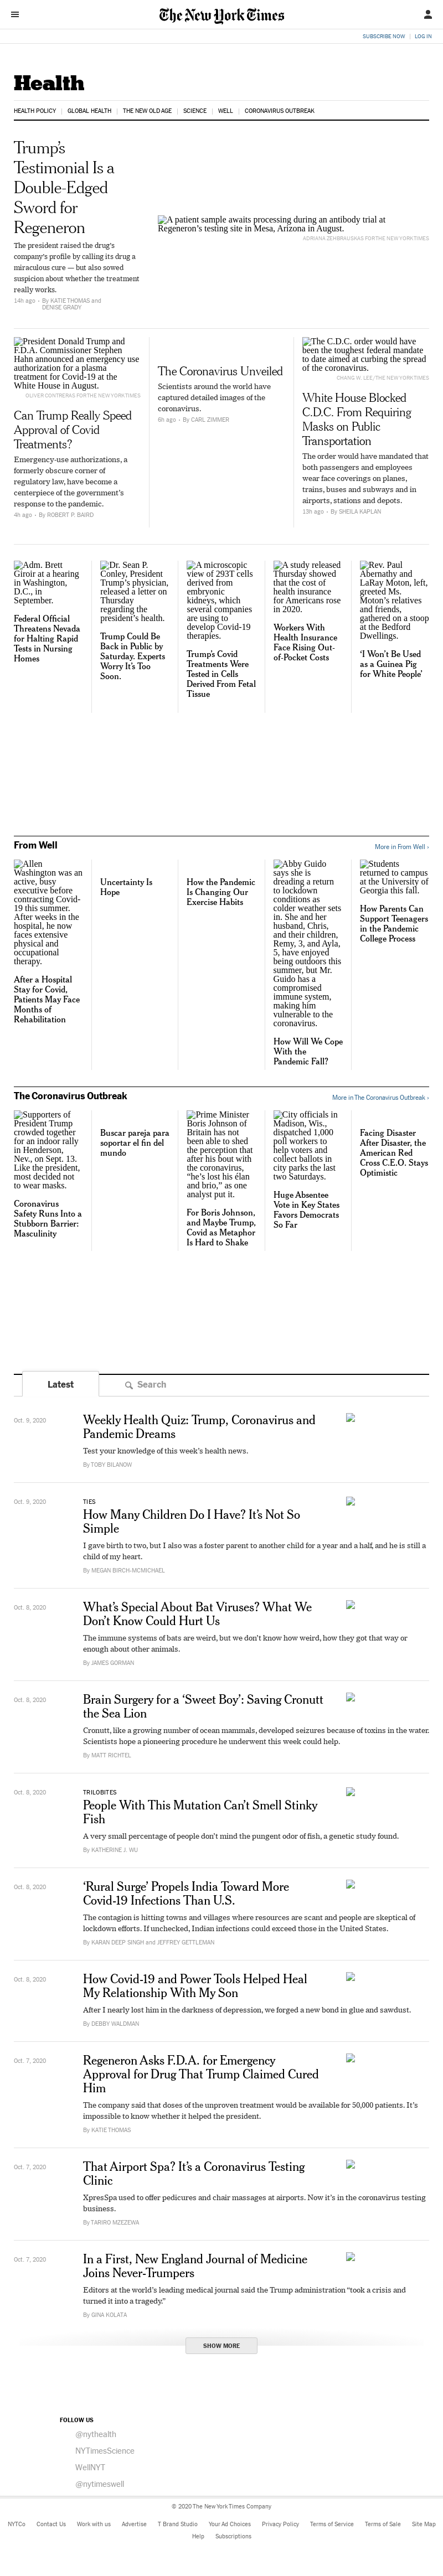 The New York Times
SUBSCRIBE NOW
LOG IN
Health
HEALTH POLICY
GLOBAL HEALTH
THE NEW OLD AGE
SCIENCE
WELL
CORONAVIRUS OUTBREAK
Trump's
Testimonial Is a
Double-Edged
Sword for
Regeneron
The president raised the drug's
company's profile by calling its drug a
miraculous cure — but also sowed
suspicion about whether the treatment
really works.
14h ago · By KATIE THOMAS and
DENISE GRADY
A patient sample awaits processing during an antibody trial at
Regeneron's testing site in Mesa, Arizona in August.
ADRIANA ZEHBRAUSKAS FOR THE NEW YORK TIMES
President Donald Trump and
F.D.A. Commissioner Stephen
Hahn announced an emergency use
authorization for a plasma
treatment for Covid-19 at the
White House in August.
OLIVER CONTRERAS FOR THE NEW YORK TIMES
Can Trump Really Speed
Approval of Covid
Treatments?
Emergency-use authorizations, a
formerly obscure corner of
regulatory law, have become a
centerpiece of the government's
response to the pandemic.
4h ago · By ROBERT P. BAIRD
The Coronavirus Unveiled
Scientists around the world have
captured detailed images of the
coronavirus.
6h ago · By CARL ZIMMER
The C.D.C. order would have
been the toughest federal mandate
to date aimed at curbing the spread
of the coronavirus.
CHANG W. LEE/THE NEW YORK TIMES
White House Blocked
C.D.C. From Requiring
Masks on Public
Transportation
The order would have mandated that
both passengers and employees
wear face coverings on planes,
trains, buses and subways and in
airports, stations and depots.
13h ago · By SHEILA KAPLAN
Adm. Brett
Giroir at a hearing
in Washington,
D.C., in
September.
Federal Official
Threatens Nevada
for Halting Rapid
Tests in Nursing
Homes
Dr. Sean P.
Conley, President
Trump's physician,
released a letter on
Thursday
regarding the
president's health.
Trump Could Be
Back in Public by
Saturday. Experts
Worry It's Too
Soon.
A microscopic
view of 293T cells
derived from
embryonic
kidneys, which
several companies
are using to
develop Covid-19
therapies.
Trump's Covid
Treatments Were
Tested in Cells
Derived From Fetal
Tissue
A study released
Thursday showed
that the cost of
health insurance
for Americans rose
in 2020.
Workers With
Health Insurance
Face Rising Out-
of-Pocket Costs
Rev. Paul
Abernathy and
LaRay Moton, left,
greeted Ms.
Moton's relatives
and friends,
gathered on a stoop
at the Bedford
Dwellings.
'I Won't Be Used
as a Guinea Pig
for White People'
From Well
More in From Well ›
Allen
Washington was an
active, busy
executive before
contracting Covid-
19 this summer.
After weeks in the
hospital, he now
faces extensive
physical and
occupational
therapy.
After a Hospital
Stay for Covid,
Patients May Face
Months of
Rehabilitation
Uncertainty Is
Hope
How the Pandemic
Is Changing Our
Exercise Habits
Abby Guido
says she is
dreading a return
to lockdown
conditions as
colder weather sets
in. She and her
husband, Chris,
and their children,
Remy, 3, and Ayla,
5, have enjoyed
being outdoors this
summer, but Mr.
Guido has a
compromised
immune system,
making him
vulnerable to the
coronavirus.
How Will We Cope
With the
Pandemic Fall?
Students
returned to campus
at the University of
Georgia this fall.
How Parents Can
Support Teenagers
in the Pandemic
College Process
The Coronavirus Outbreak
More in The Coronavirus Outbreak ›
Supporters of
President Trump
crowded together
for an indoor rally
in Henderson,
Nev., on Sept. 13.
Like the president,
most decided not
to wear masks.
Coronavirus
Safety Runs Into a
Stubborn Barrier:
Masculinity
Buscar pareja para
soportar el fin del
mundo
Prime Minister
Boris Johnson of
Britain has not
been able to shed
the perception that
after his bout with
the coronavirus,
"he's lost his élan
and brio," as one
analyst put it.
For Boris Johnson,
and Maybe Trump,
Covid as Metaphor
Is Hard to Shake
City officials in
Madison, Wis.,
dispatched 1,000
poll workers to
help voters and
collect ballots in
city parks the last
two Saturdays.
Huge Absentee
Vote in Key States
Favors Democrats
So Far
Facing Disaster
After Disaster, the
American Red
Cross C.E.O. Stays
Optimistic
Latest
Search
Oct. 9, 2020
Weekly Health Quiz: Trump, Coronavirus and
Pandemic Dreams
Test your knowledge of this week's health news.
By TOBY BILANOW
Oct. 9, 2020
TIES
How Many Children Do I Have? It's Not So
Simple
I gave birth to two, but I also was a foster parent to another child for a year and a half, and he is still a
child of my heart.
By MEGAN BIRCH-MCMICHAEL
Oct. 8, 2020
What's Special About Bat Viruses? What We
Don't Know Could Hurt Us
The immune systems of bats are weird, but we don't know how weird, how they got that way or
enough about other animals.
By JAMES GORMAN
Oct. 8, 2020
Brain Surgery for a 'Sweet Boy': Saving Cronutt
the Sea Lion
Cronutt, like a growing number of ocean mammals, developed seizures because of toxins in the water.
Scientists hope a pioneering procedure he underwent this week could help.
By MATT RICHTEL
Oct. 8, 2020
TRILOBITES
People With This Mutation Can't Smell Stinky
Fish
A very small percentage of people don't mind the pungent odor of fish, a genetic study found.
By KATHERINE J. WU
Oct. 8, 2020
'Rural Surge' Propels India Toward More
Covid-19 Infections Than U.S.
The contagion is hitting towns and villages where resources are scant and people are skeptical of
lockdown efforts. If unchecked, Indian infections could exceed those in the United States.
By KARAN DEEP SINGH and JEFFREY GETTLEMAN
Oct. 8, 2020
How Covid-19 and Power Tools Helped Heal
My Relationship With My Son
After I nearly lost him in the darkness of depression, we forged a new bond in glue and sawdust.
By DEBBY WALDMAN
Oct. 7, 2020
Regeneron Asks F.D.A. for Emergency
Approval for Drug That Trump Claimed Cured
Him
The company said that doses of the unproven treatment would be available for 50,000 patients. It's
impossible to know whether it helped the president.
By KATIE THOMAS
Oct. 7, 2020
That Airport Spa? It's a Coronavirus Testing
Clinic
XpresSpa used to offer pedicures and chair massages at airports. Now it's in the coronavirus testing
business.
By TARIRO MZEZEWA
Oct. 7, 2020
In a First, New England Journal of Medicine
Joins Never-Trumpers
Editors at the world's leading medical journal said the Trump administration "took a crisis and
turned it into a tragedy."
By GINA KOLATA
SHOW MORE
FOLLOW US
@nythealth
NYTimesScience
WellNYT
@nytimeswell
© 2020 The New York Times Company
NYTCo
Contact Us
Work with us
Advertise
T Brand Studio
Your Ad Choices
Privacy Policy
Terms of Service
Terms of Sale
Site Map
Help
Subscriptions